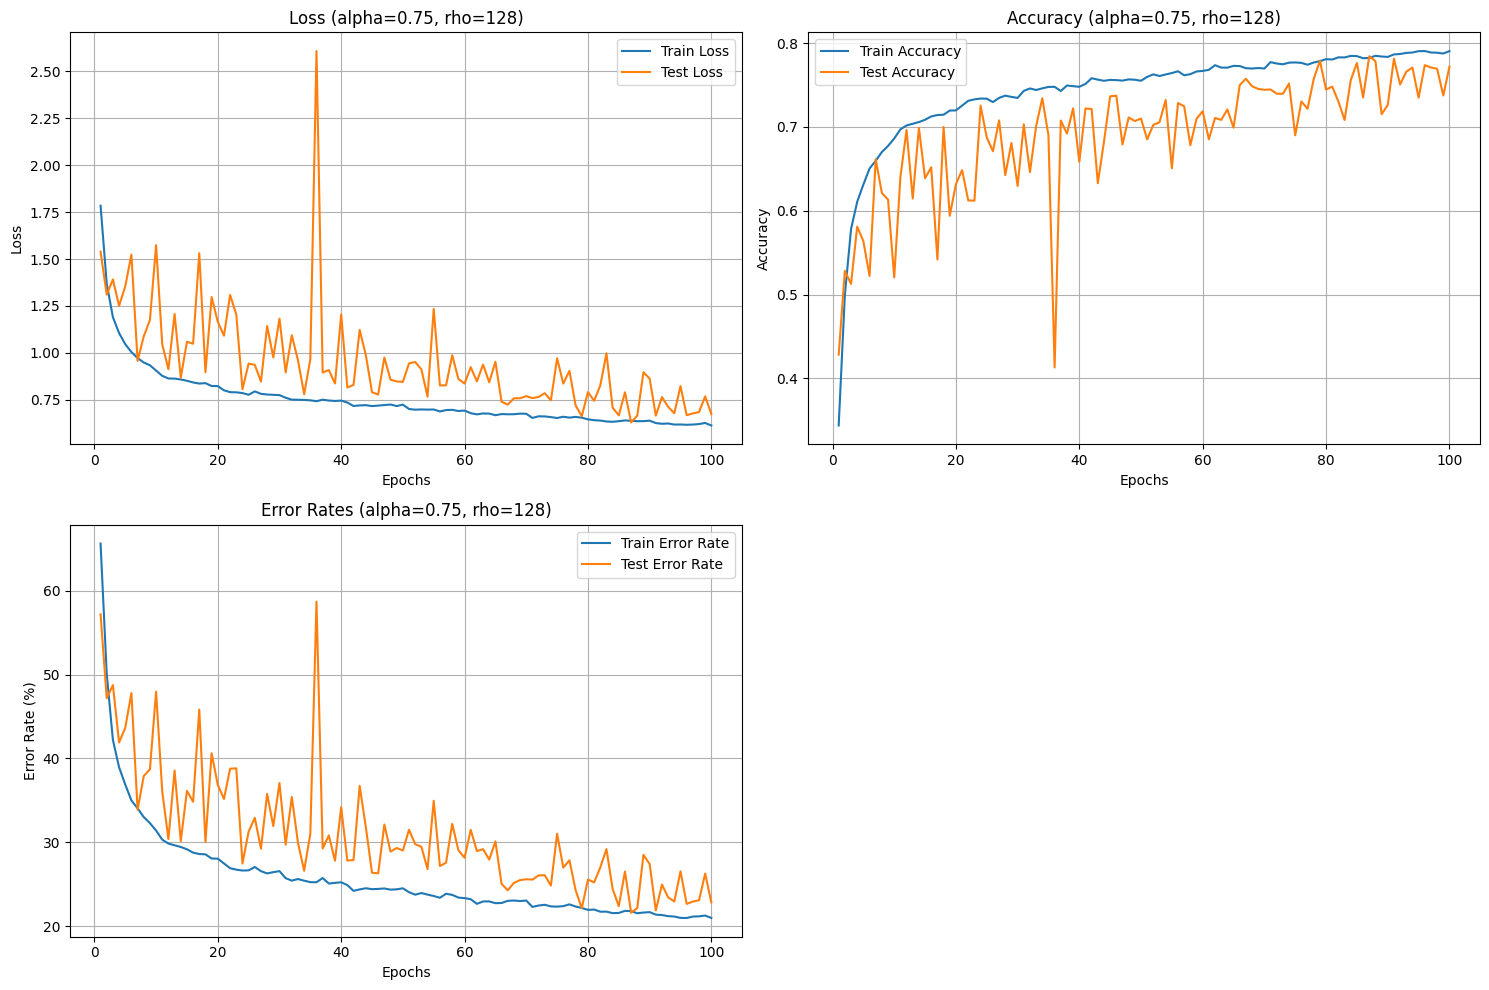 Loss (alpha=0.75, rho=128)
Train Loss
Test Loss
2.50
2.25
2.00
1.75
1.50
1.25
1.00
0.75
Loss
0 20 40 60 80 100
Epochs
Accuracy (alpha=0.75, rho=128)
Train Accuracy
Test Accuracy
0.8
0.7
0.6
0.5
0.4
Accuracy
0 20 40 60 80 100
Epochs
Error Rates (alpha=0.75, rho=128)
Train Error Rate
Test Error Rate
60
50
40
30
20
Error Rate (%)
0 20 40 60 80 100
Epochs